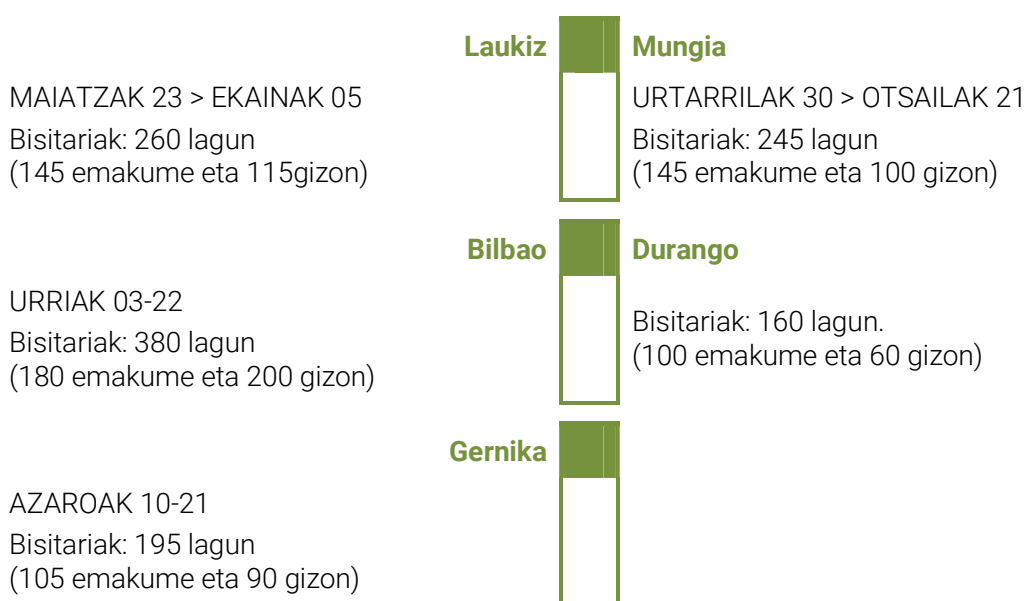 Laukiz
MAIATZAK 23 > EKAINAK 05
Bisitariak: 260 lagun
(145 emakume eta 115gizon)
Mungia
URTARRILAK 30 > OTSAILAK 21
Bisitariak: 245 lagun
(145 emakume eta 100 gizon)
Bilbao
URRIAK 03-22
Bisitariak: 380 lagun
(180 emakume eta 200 gizon)
Durango
Bisitariak: 160 lagun.
(100 emakume eta 60 gizon)
Gernika
AZAROAK 10-21
Bisitariak: 195 lagun
(105 emakume eta 90 gizon)